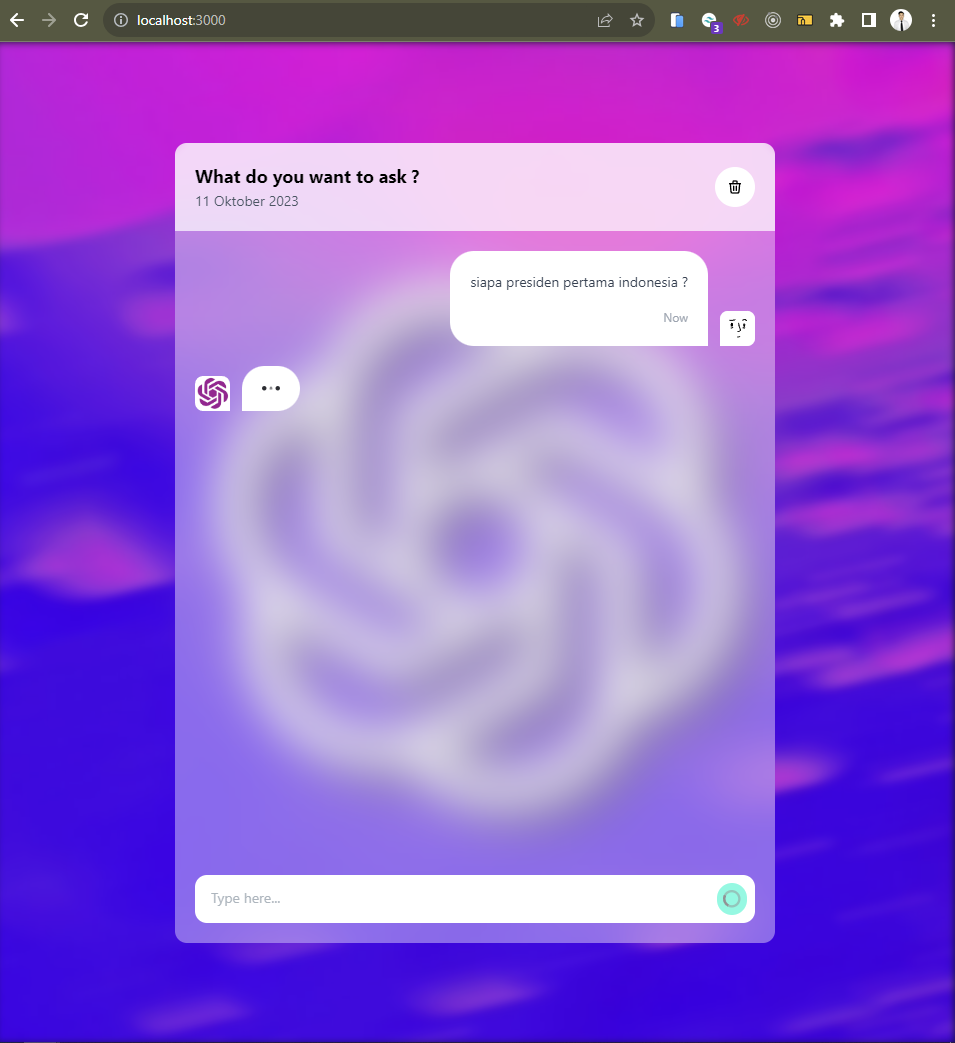 localhost:3000
3
What do you want to ask ?
11 Oktober 2023
siapa presiden pertama indonesia ?
Now
Type here...